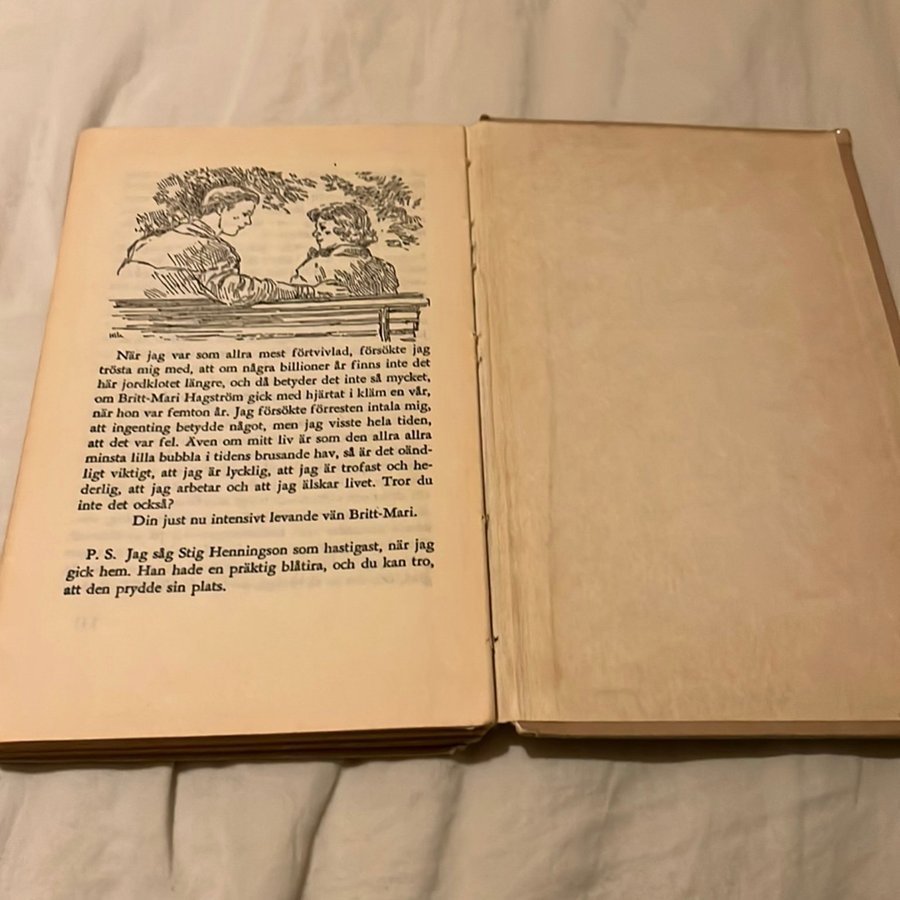 När jag var som allra mest förtvivlad, försökte jag
trösta mig med, att om några billioner år finns inte det
här jordklotet längre, och då betyder det inte så mycket,
om Britt-Mari Hagström gick med hjärtat i kläm en vår,
när hon var femton år. Jag försökte förresten intala mig,
att ingenting betydde något, men jag visste hela tiden,
att det var fel. Även om mitt liv är som den allra allra
minsta lilla bubbla i tidens brusande hav, så är det oänd-
ligt viktigt, att jag är lycklig, att jag är trofast och he-
derlig, att jag arbetar och att jag älskar livet. Tror du
inte det också?
Din just nu intensivt levande vän Britt-Mari.
P. S. Jag såg Stig Henningson som hastigast, när jag
gick hem. Han hade en präktig blåtira, och du kan tro,
att den prydde sin plats.